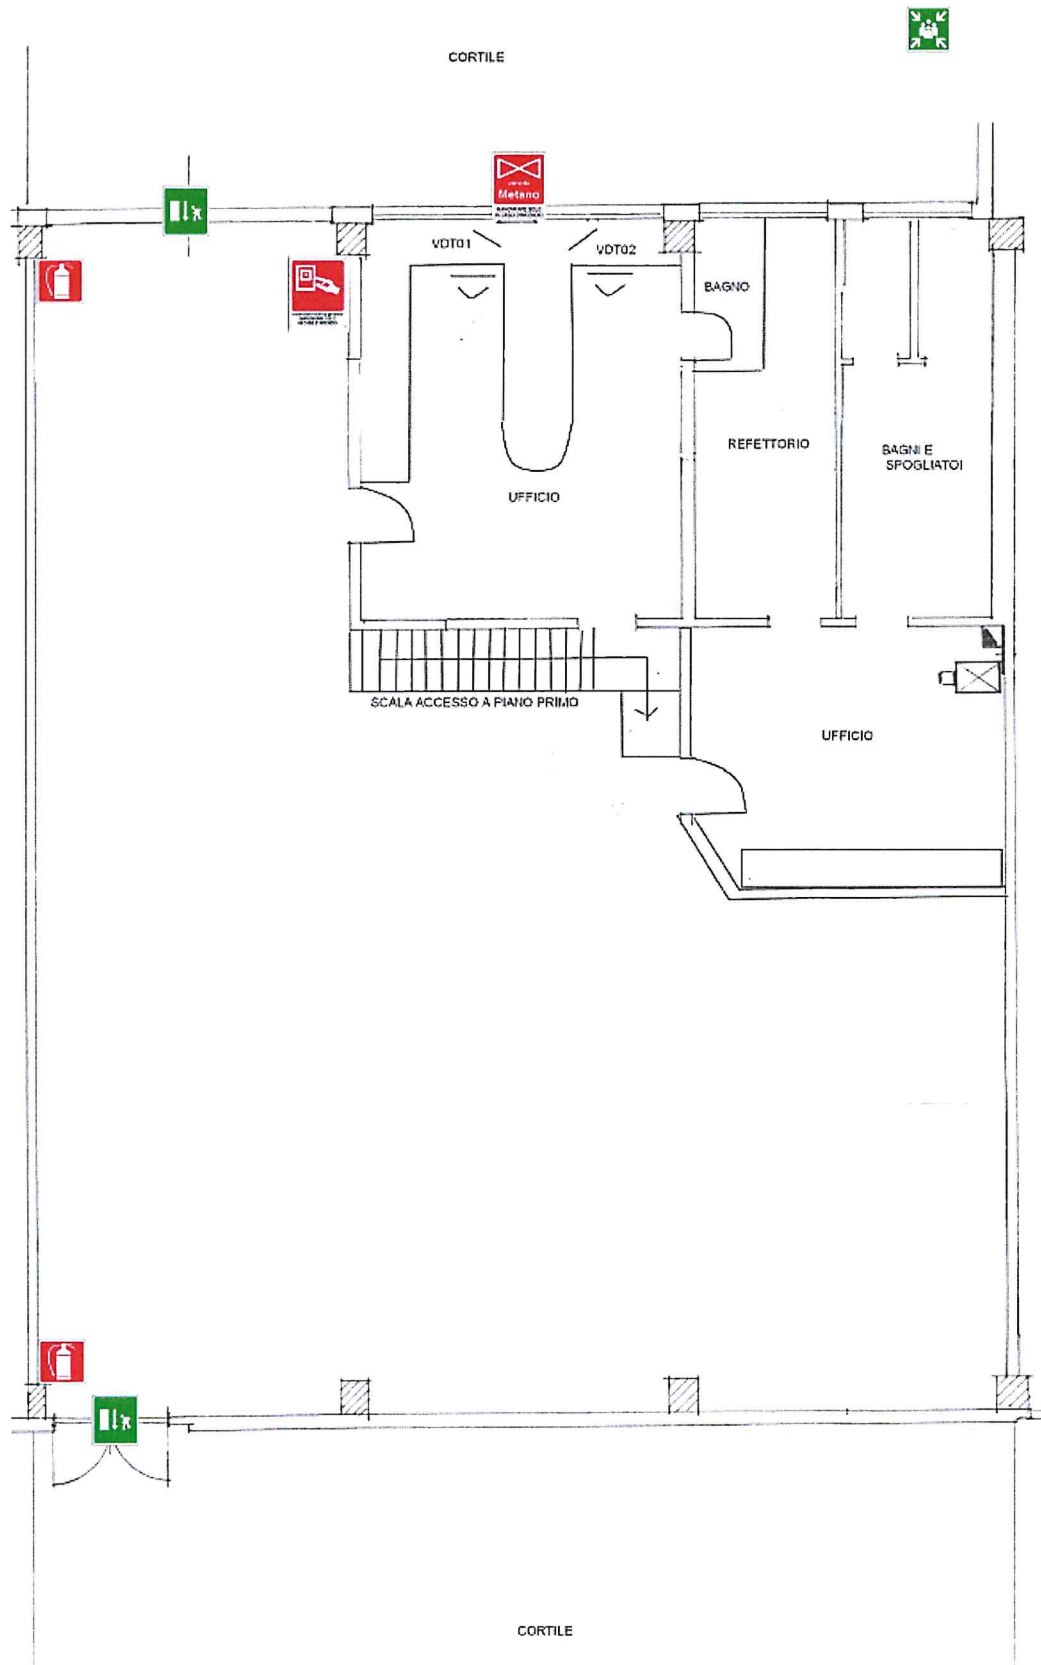 CORTILE
Metano
VDT01
VDT02
BAGNO
REFETTORIO
BAGNI E
SPOGLIATOI
UFFICIO
SCALA ACCESSO A PIANO PRIMO
UFFICIO
CORTILE